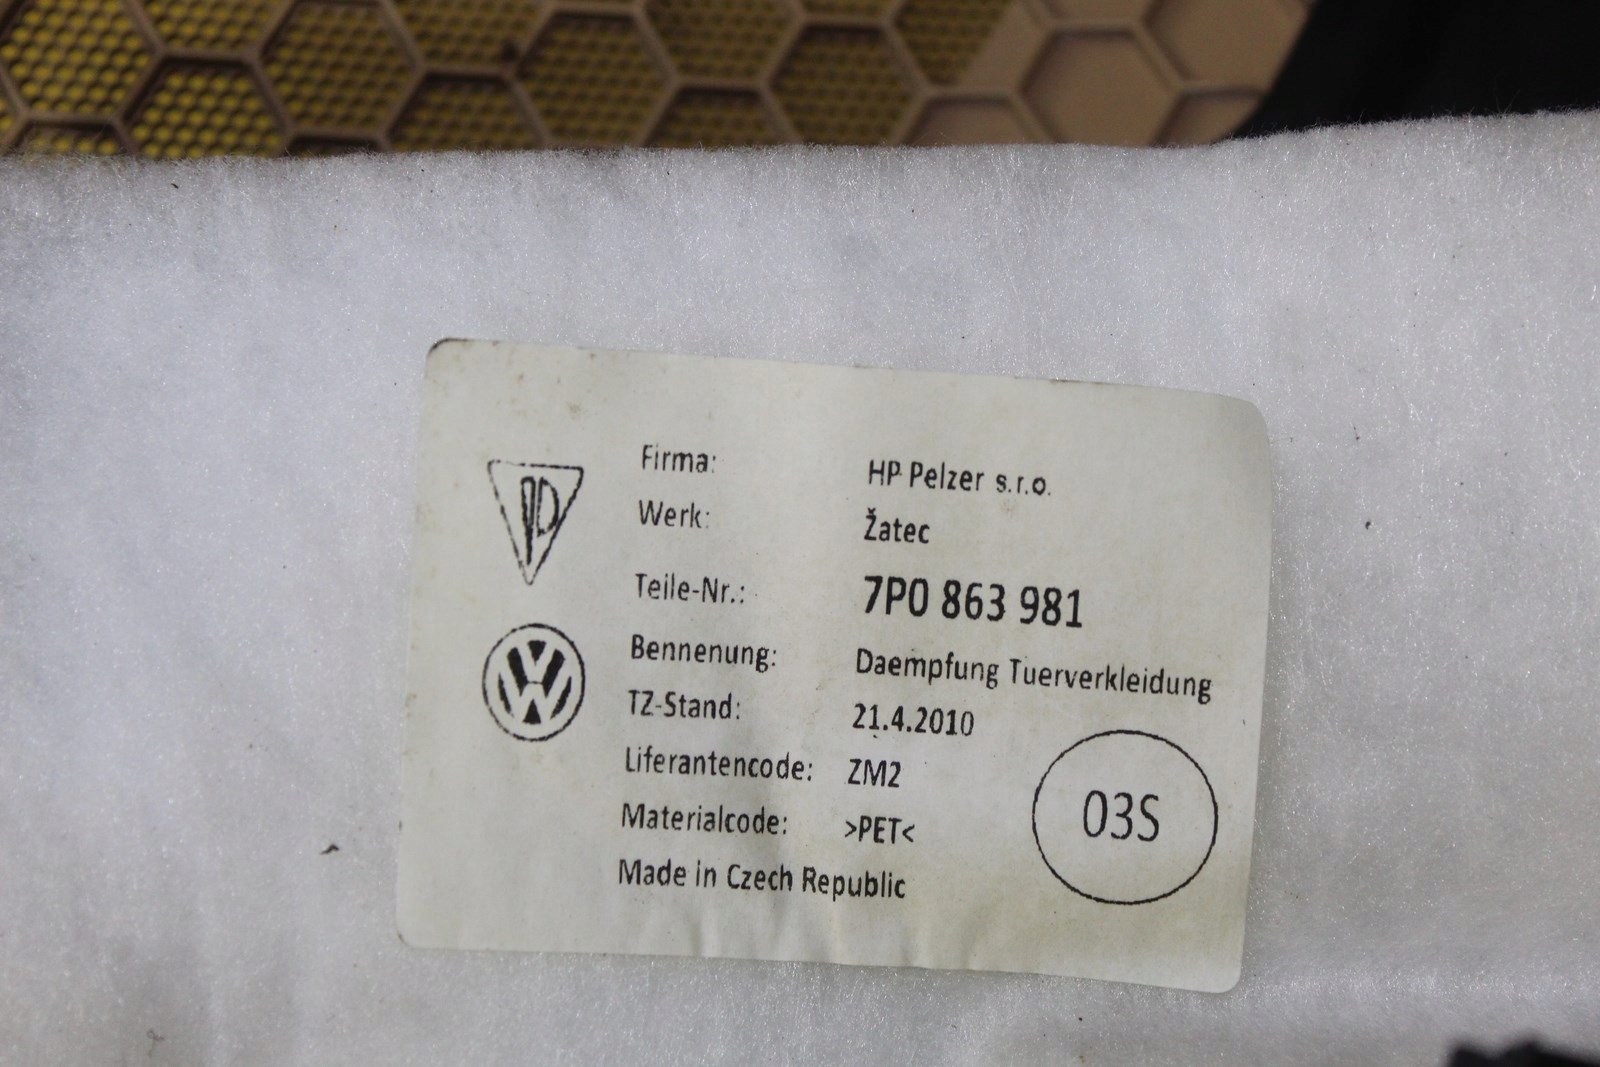 Firma: HP Pelzer s.r.o.
Werk: Žatec
Teile-Nr.: 7P0 863 981
Bennenung: Daempfung Tuerverkleidung
TZ-Stand: 21.4.2010
Liferantencode: ZM2
Materialcode: >PET<
Made in Czech Republic
03S